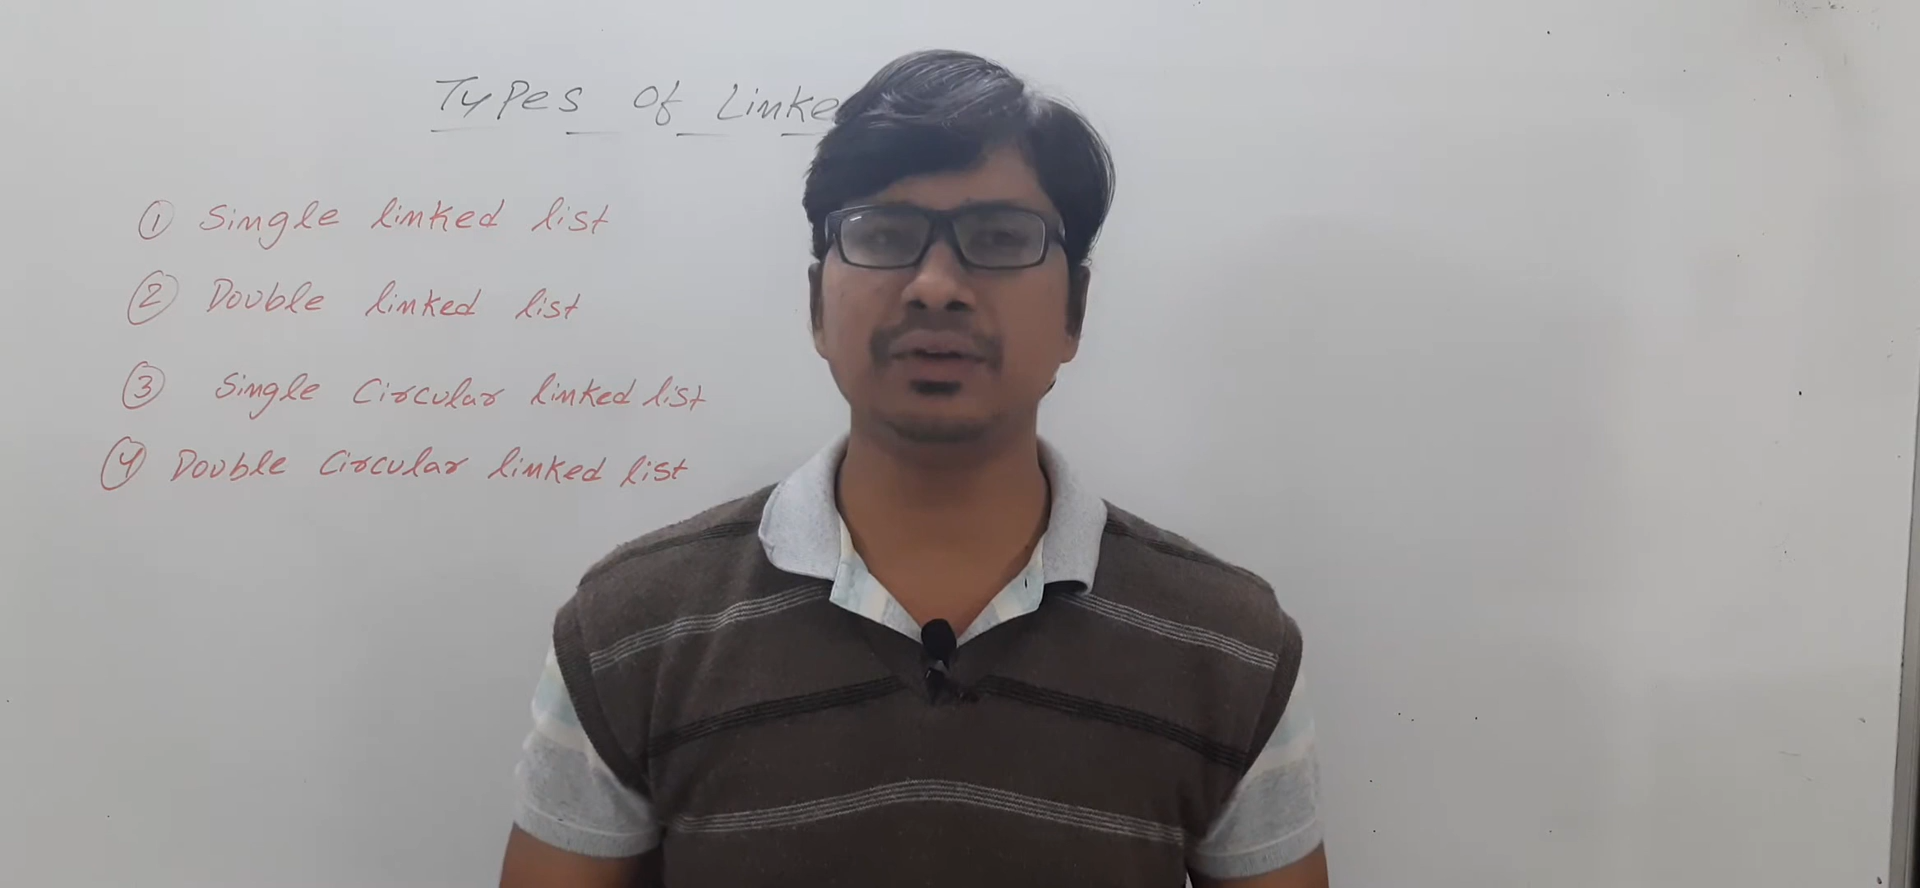 Types of Linke
① Single linked list
② Double linked list
③ Single Circular linked list
④ Double Circular linked list